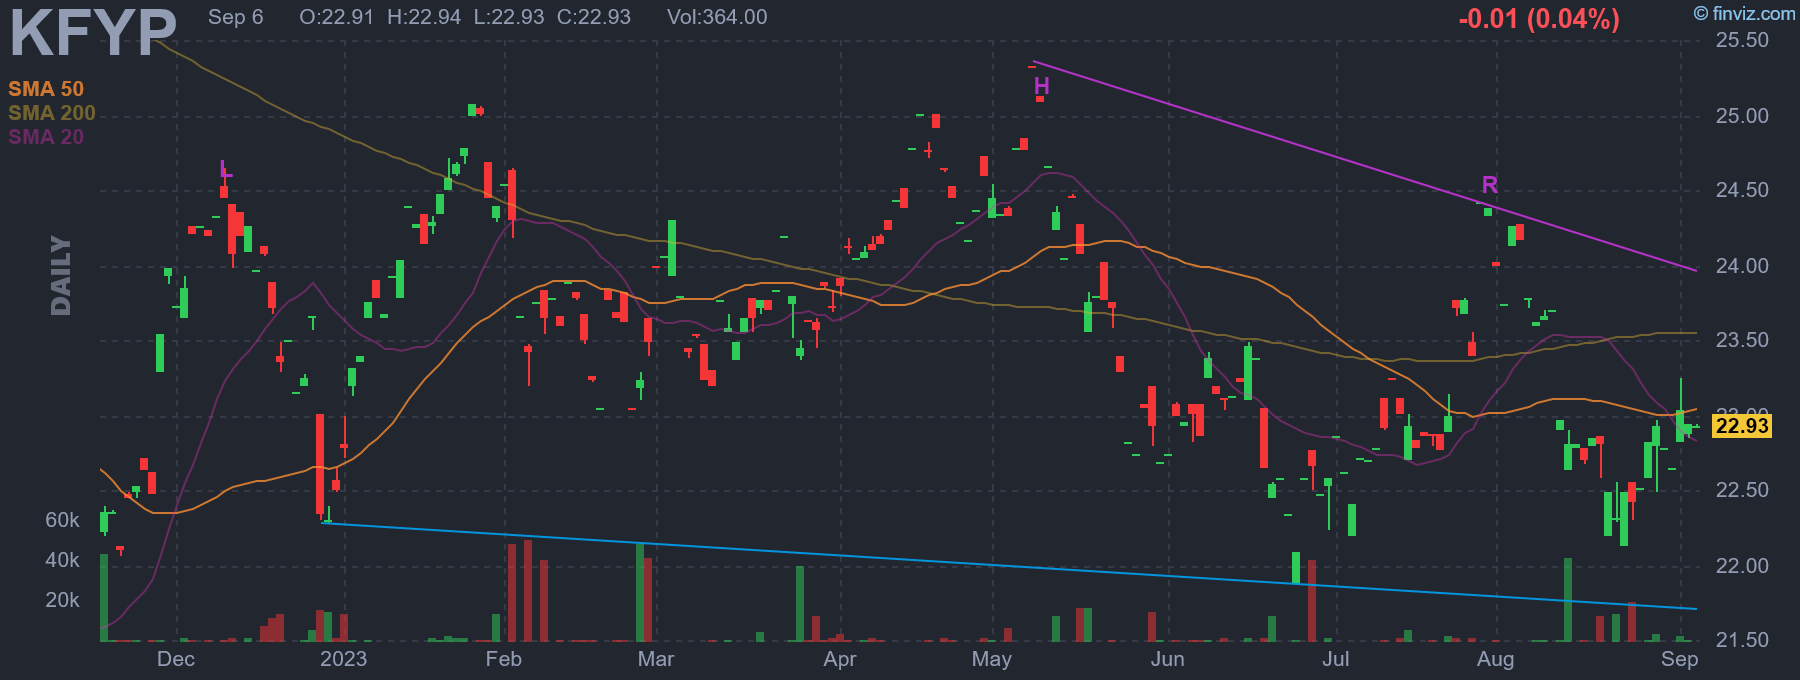 KFYP Sep 6 O:22.91 H:22.94 L:22.93 C:22.93 Vol:364.00 -0.01 (0.04%) © finviz.com
SMA 50
SMA 200
SMA 20
DAILY
L
H
R
25.50
25.00
24.50
24.00
23.50
23.00
22.93
22.50
22.00
21.50
60k
40k
20k
Dec 2023 Feb Mar Apr May Jun Jul Aug Sep